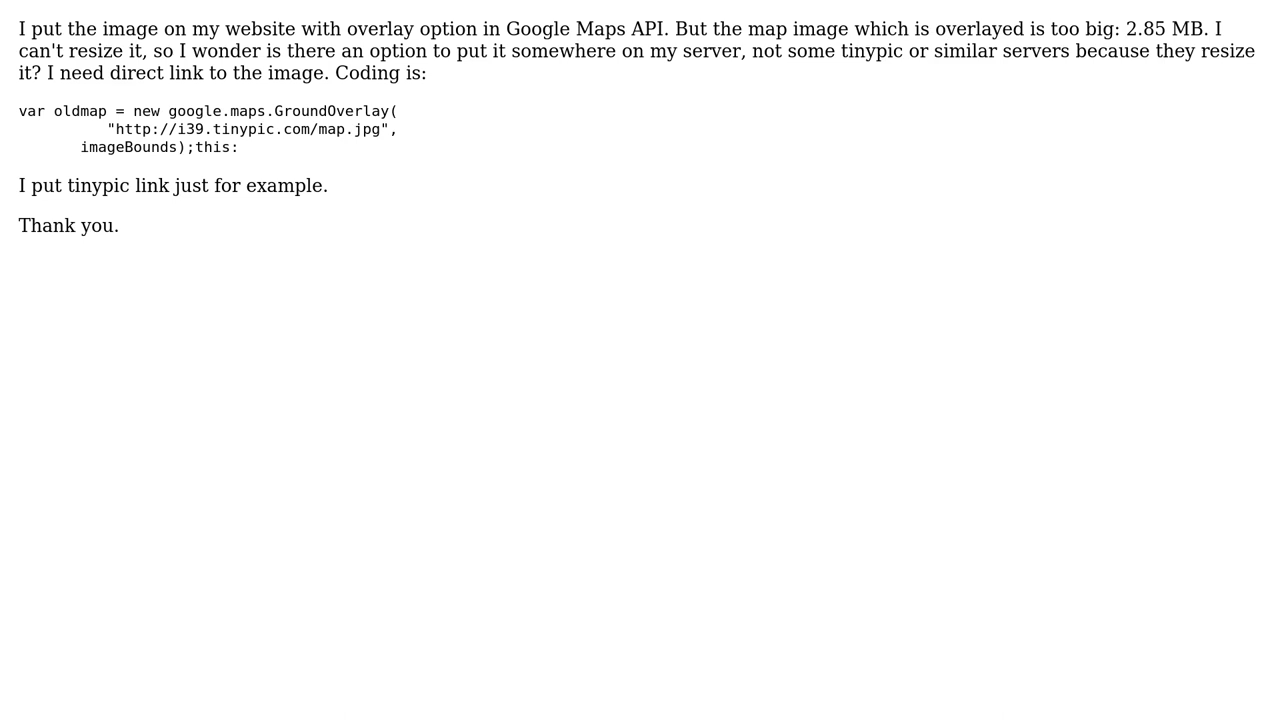 I put the image on my website with overlay option in Google Maps API. But the map image which is overlayed is too big: 2.85 MB. I
can't resize it, so I wonder is there an option to put it somewhere on my server, not some tinypic or similar servers because they resize
it? I need direct link to the image. Coding is:
var oldmap = new google.maps.GroundOverlay(
"http://i39.tinypic.com/map.jpg",
imageBounds);this:
I put tinypic link just for example.
Thank you.